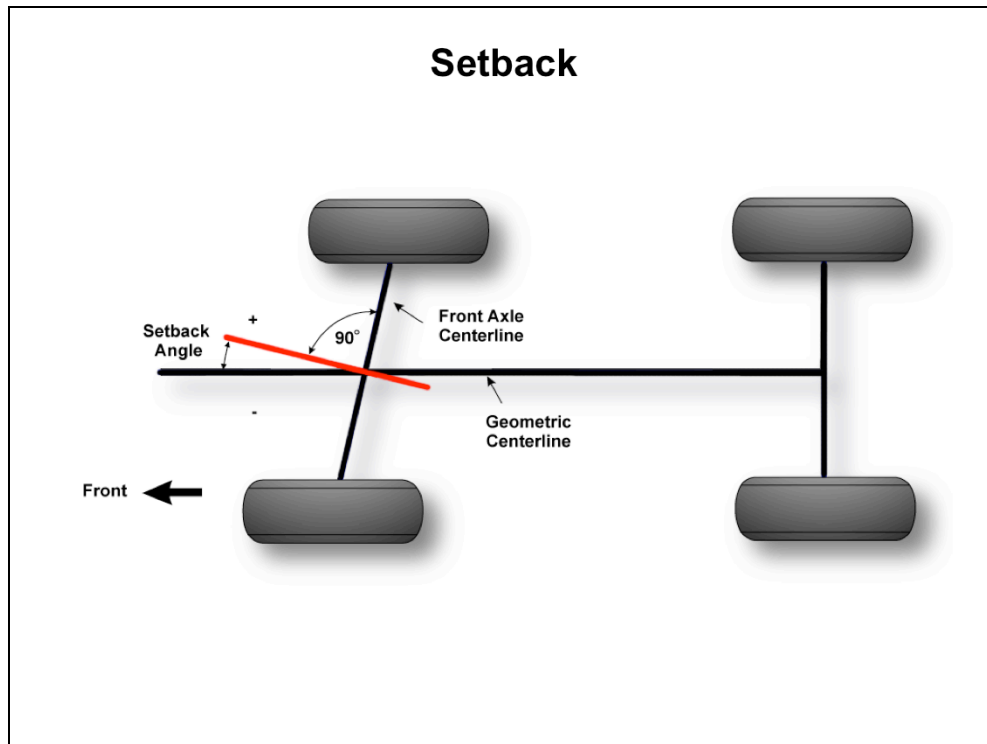 Setback
+
Setback
Angle
90°
Front Axle
Centerline
-
Geometric
Centerline
Front